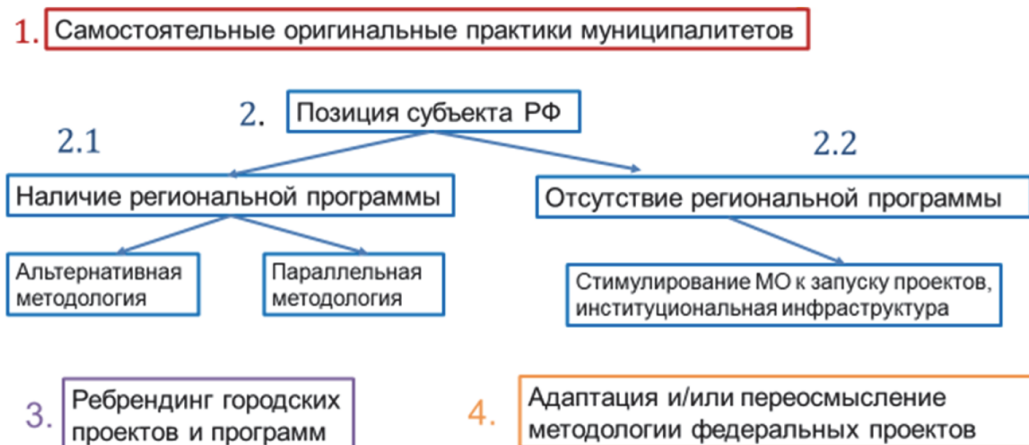 1. Самостоятельные оригинальные практики муниципалитетов
2. Позиция субъекта РФ
2.1
2.2
Наличие региональной программы
Отсутствие региональной программы
Альтернативная
методология
Параллельная
методология
Стимулирование МО к запуску проектов,
институциональная инфраструктура
3. Ребрендинг городских
проектов и программ
4. Адаптация и/или переосмысление
методологии федеральных проектов